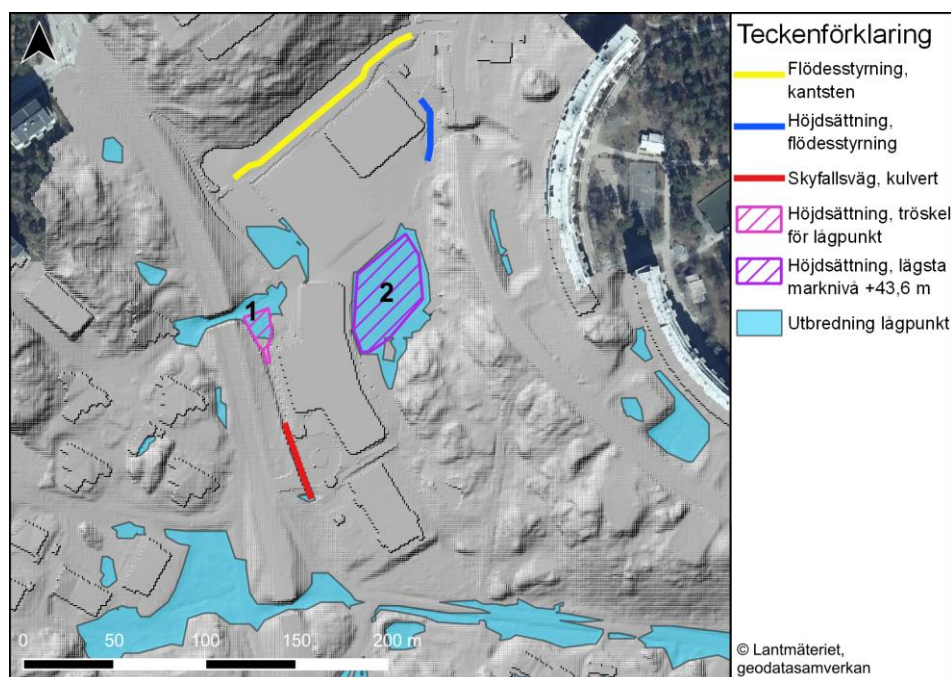 Teckenförklaring
Flödesstyrning,
kantsten
Höjdsättning,
flödesstyrning
Skyfallsväg, kulvert
Höjdsättning, tröskel
för lågpunkt
Höjdsättning, lägsta
marknivå +43,6 m
Utbredning lågpunkt
1
2
0 50 100 150 200 m
© Lantmäteriet,
geodatasamverkan